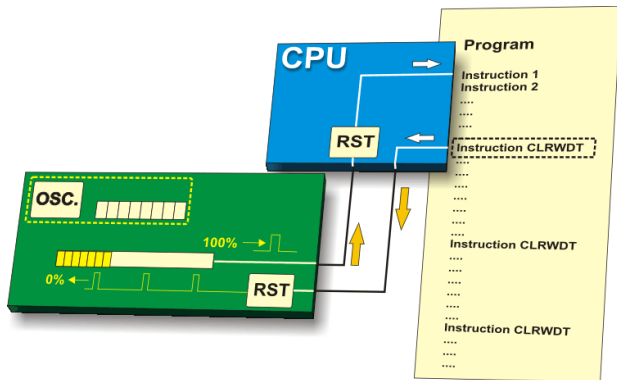 CPU
RST
OSC.
100%
0%
RST
Program
Instruction 1
Instruction 2
....
....
....
Instruction CLRWDT
....
....
....
....
....
....
Instruction CLRWDT
....
....
....
....
....
....
Instruction CLRWDT
....
....
....